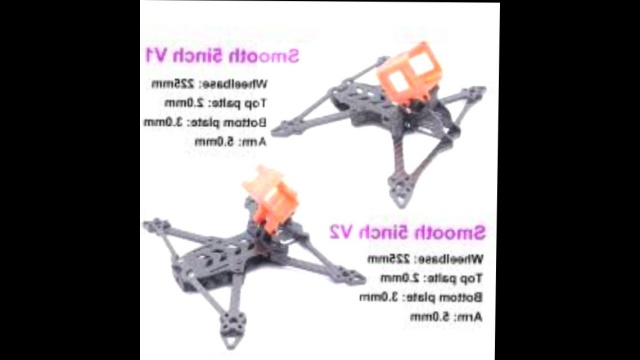 Smooth 5inch V1
Wheelbase: 225mm
Top palte: 2.0mm
Bottom plate: 3.0mm
Arm: 5.0mm
Smooth 5inch V2
Wheelbase: 225mm
Top palte: 2.0mm
Bottom plate: 3.0mm
Arm: 5.0mm